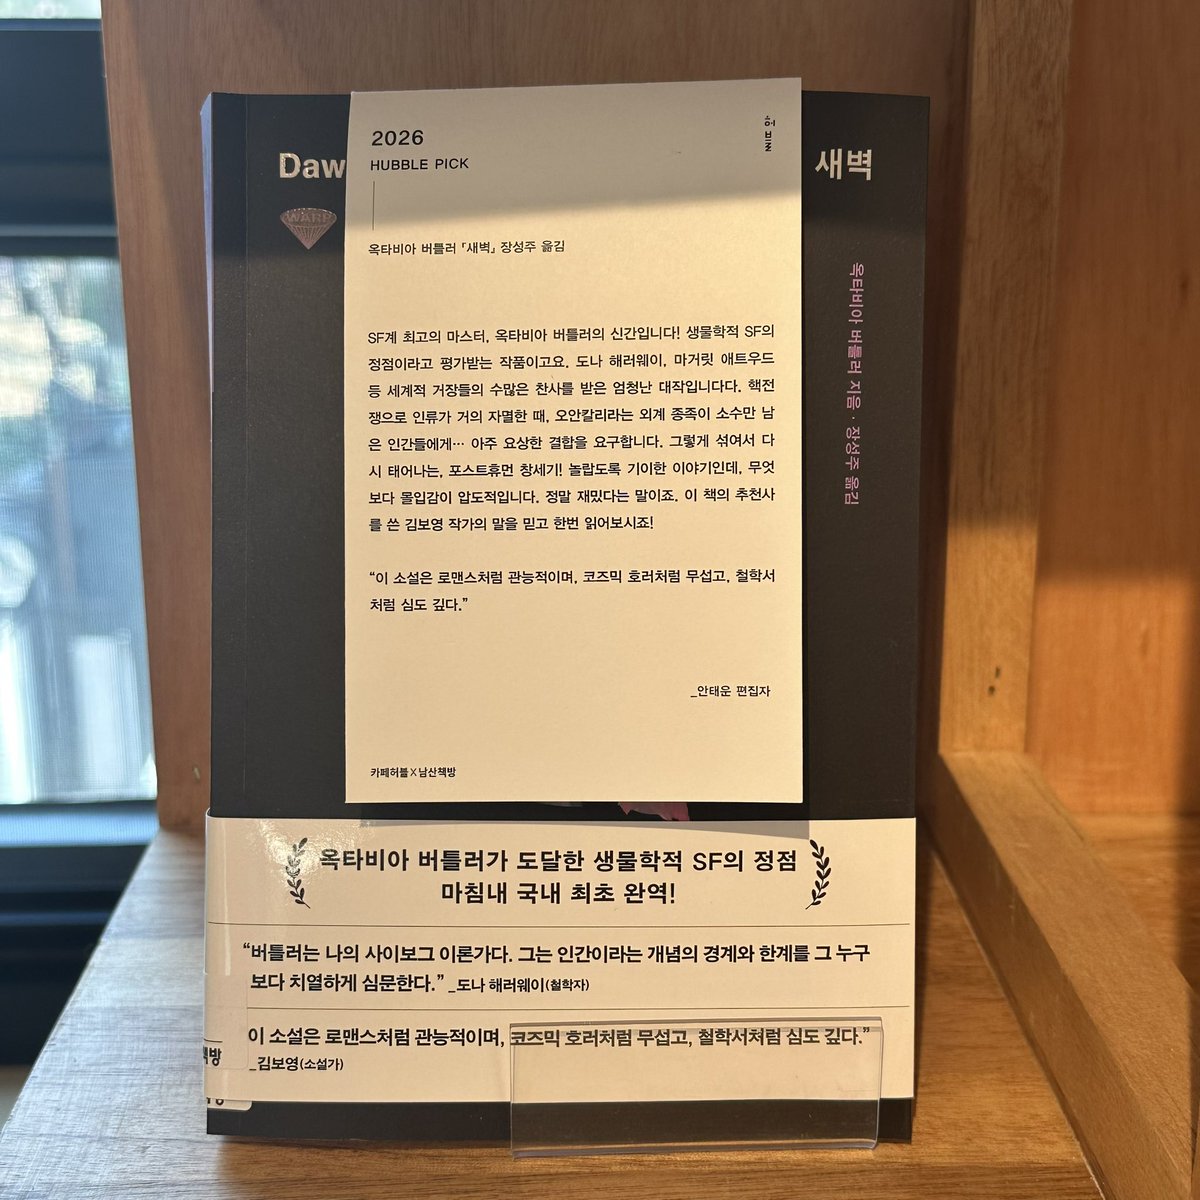 2026
HUBBLE PICK
허블
옥타비아 버틀러 「새벽」 장성주 옮김
SF계 최고의 마스터, 옥타비아 버틀러의 신간입니다! 생물학적 SF의
정점이라고 평가받는 작품이고요. 도나 해러웨이, 마거릿 애트우드
등 세계적 거장들의 수많은 찬사를 받은 엄청난 대작입니다다. 핵전
쟁으로 인류가 거의 자멸한 때, 오안칼리라는 외계 종족이 소수만 남
은 인간들에게… 아주 요상한 결합을 요구합니다. 그렇게 섞여서 다
시 태어나는, 포스트휴먼 창세기! 놀랍도록 기이한 이야기인데, 무엇
보다 몰입감이 압도적입니다. 정말 재밌다는 말이죠. 이 책의 추천사
를 쓴 김보영 작가의 말을 믿고 한번 읽어보시죠!
“이 소설은 로맨스처럼 관능적이며, 코즈믹 호러처럼 무섭고, 철학서
처럼 심도 깊다.”
_안태운 편집자
카페허블X남산책방
Daw
WARP
새벽
옥타비아 버틀러 지음 · 장성주 옮김
옥타비아 버틀러가 도달한 생물학적 SF의 정점
마침내 국내 최초 완역!
“버틀러는 나의 사이보그 이론가다. 그는 인간이라는 개념의 경계와 한계를 그 누구
보다 치열하게 심문한다.” _도나 해러웨이(철학자)
이 소설은 로맨스처럼 관능적이며, 코즈믹 호러처럼 무섭고, 철학서처럼 심도 깊다.”
_김보영(소설가)
책방